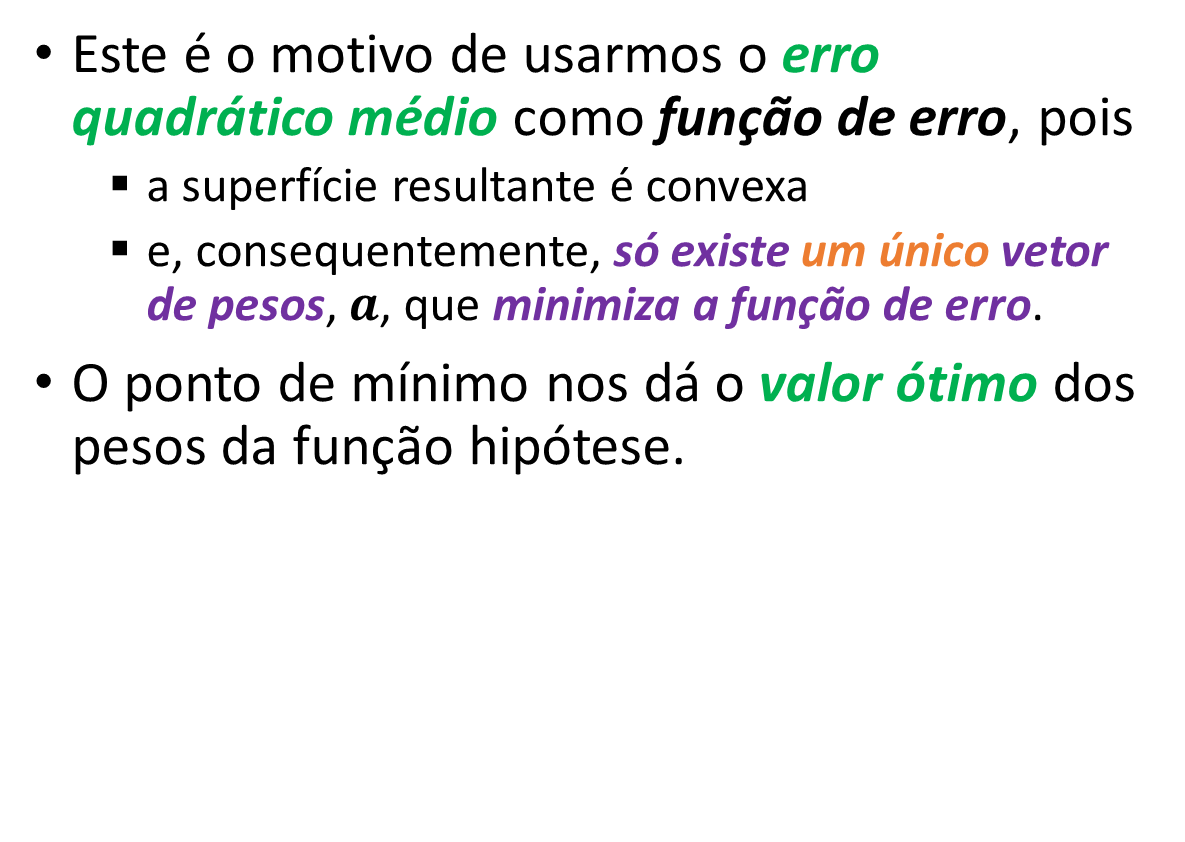 • Este é o motivo de usarmos o erro
quadrático médio como função de erro, pois
▪ a superfície resultante é convexa
▪ e, consequentemente, só existe um único vetor
de pesos, a, que minimiza a função de erro.
• O ponto de mínimo nos dá o valor ótimo dos
pesos da função hipótese.